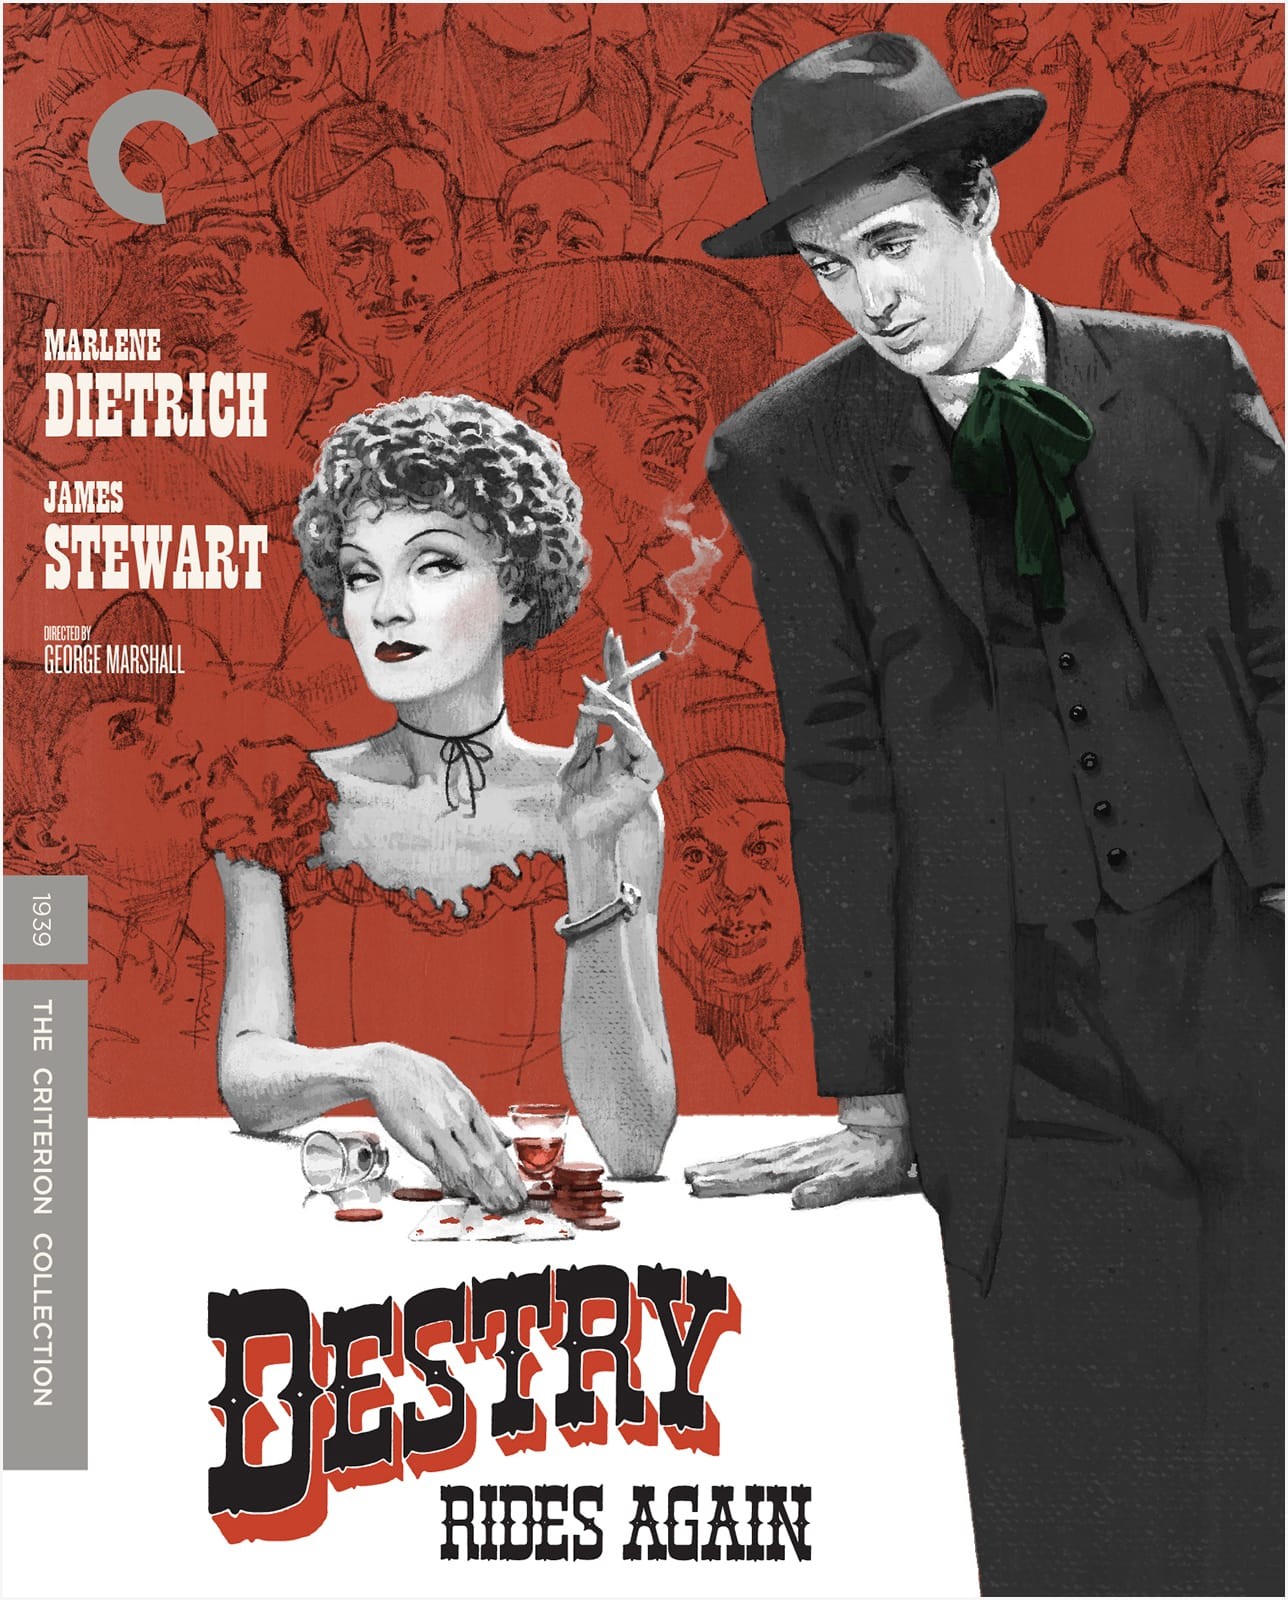 MARLENE
DIETRICH
JAMES
STEWART
DIRECTED BY
GEORGE MARSHALL
1939
THE CRITERION COLLECTION
DESTRY
RIDES AGAIN